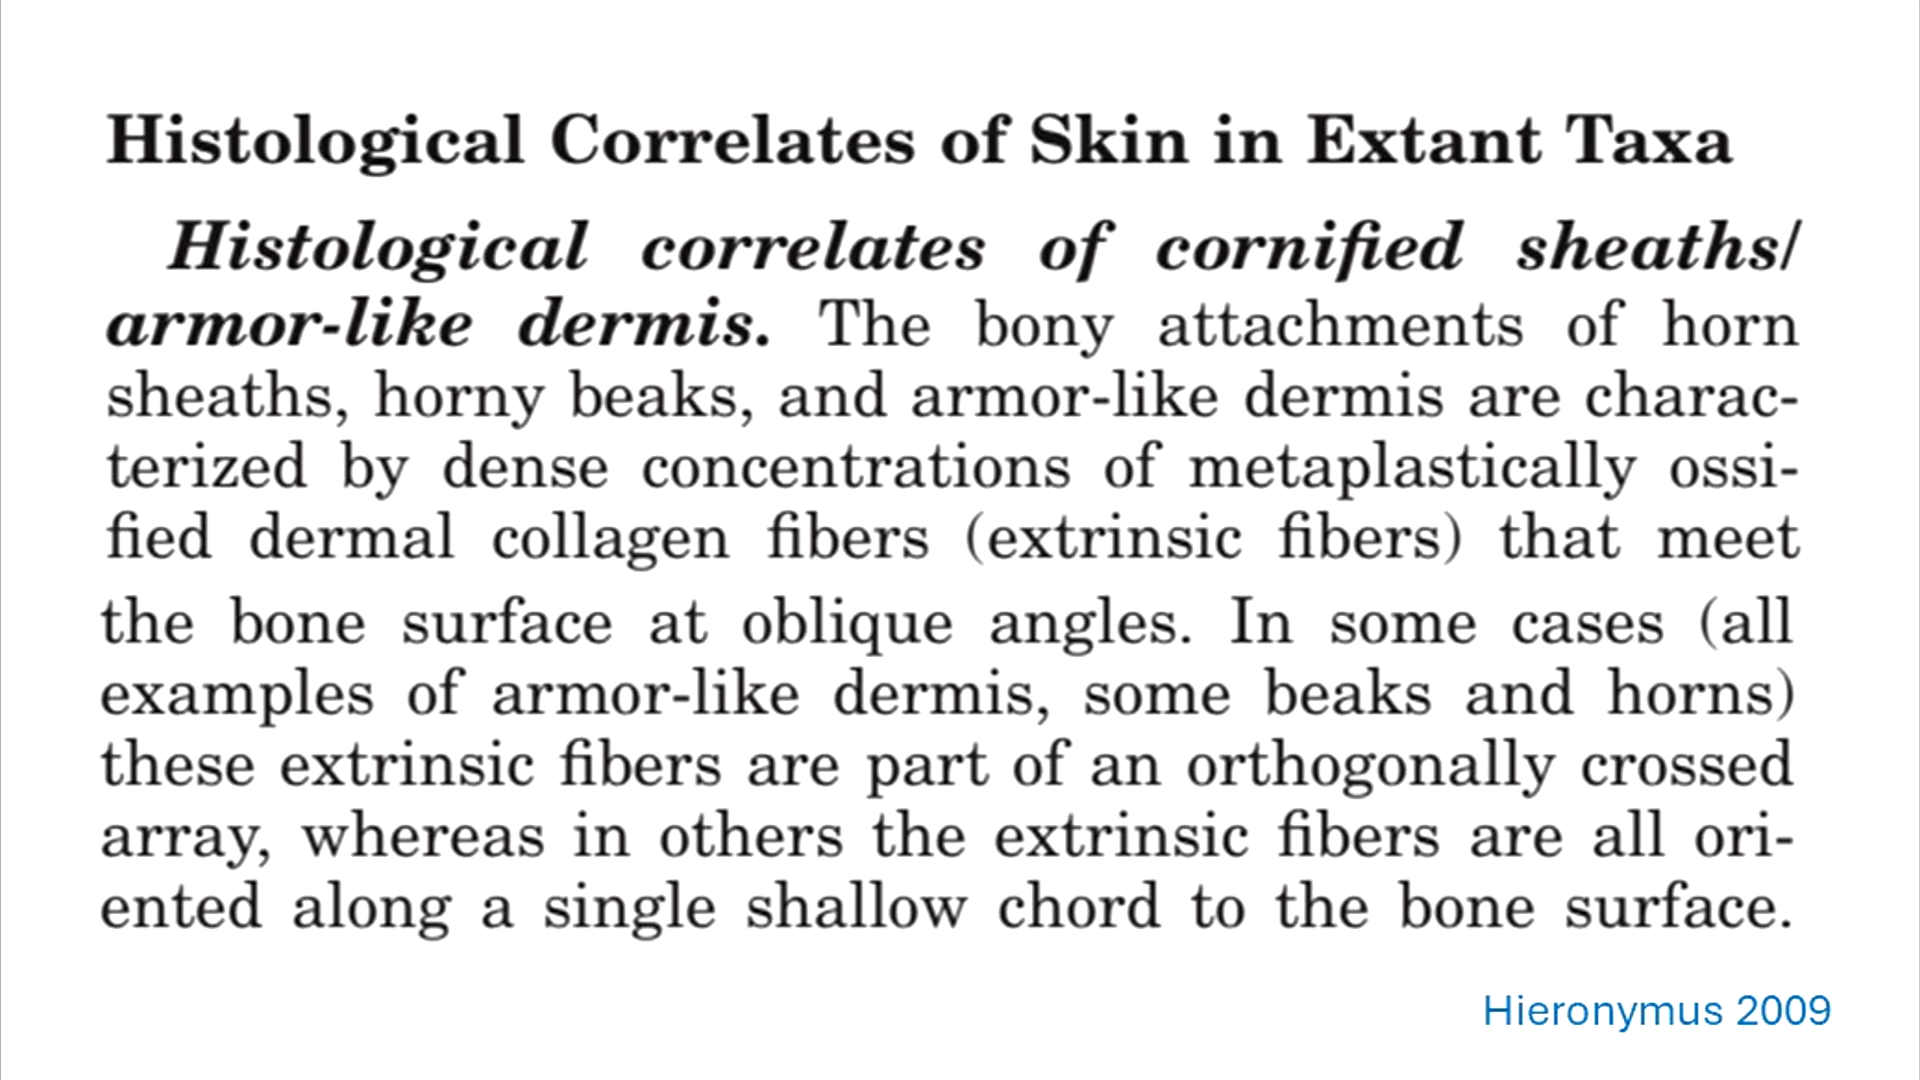 Histological Correlates of Skin in Extant Taxa
Histological correlates of cornified sheaths/
armor-like dermis. The bony attachments of horn
sheaths, horny beaks, and armor-like dermis are charac-
terized by dense concentrations of metaplastically ossi-
fied dermal collagen fibers (extrinsic fibers) that meet
the bone surface at oblique angles. In some cases (all
examples of armor-like dermis, some beaks and horns)
these extrinsic fibers are part of an orthogonally crossed
array, whereas in others the extrinsic fibers are all ori-
ented along a single shallow chord to the bone surface.
Hieronymus 2009